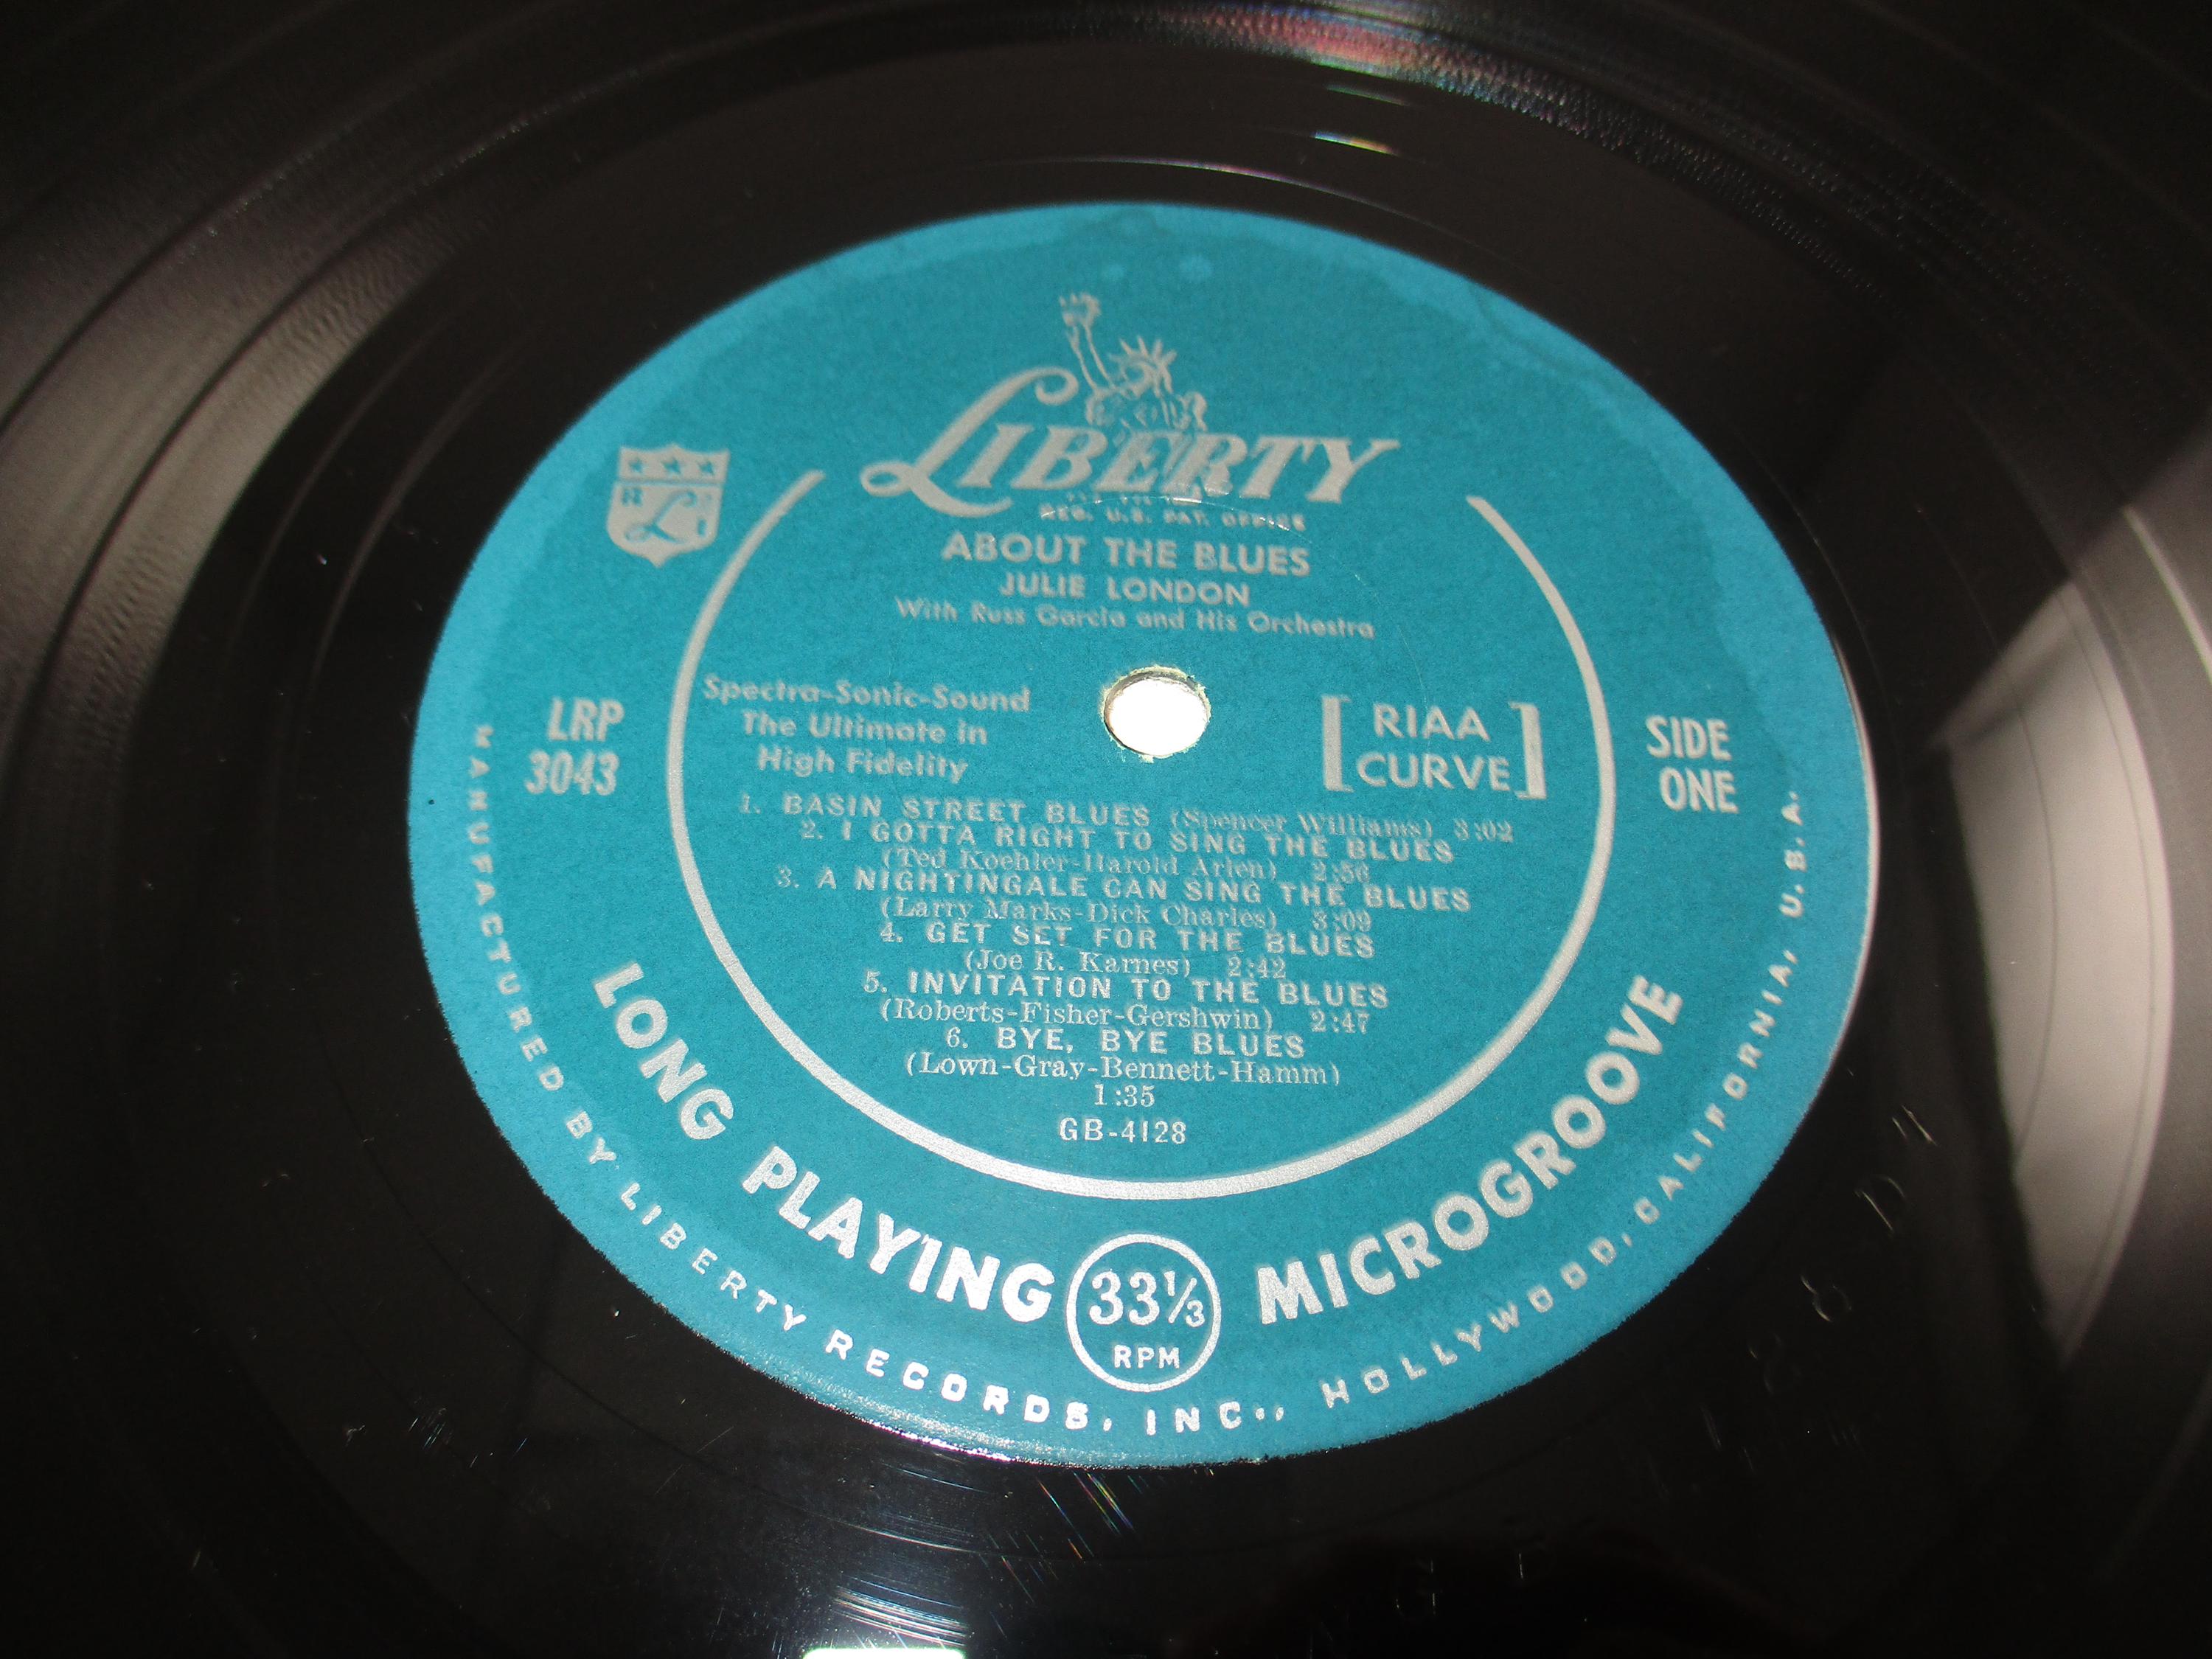 LIBERTY
REG. U.S. PAT. OFFICE
ABOUT THE BLUES
JULIE LONDON
With Russ Garcia and His Orchestra
Spectra-Sonic-Sound
The Ultimate in
High Fidelity
[RIAA
CURVE]
LRP
3043
SIDE
ONE
1. BASIN STREET BLUES (Spencer Williams) 3:02
2. I GOTTA RIGHT TO SING THE BLUES
(Ted Koehler-Harold Arlen) 2:56
3. A NIGHTINGALE CAN SING THE BLUES
(Larry Marks-Dick Charles) 3:09
4. GET SET FOR THE BLUES
(Joe R. Karnes) 2:42
5. INVITATION TO THE BLUES
(Roberts-Fisher-Gershwin) 2:47
6. BYE, BYE BLUES
(Lown-Gray-Bennett-Hamm)
1:35
GB-4128
LONG PLAYING 33⅓ RPM MICROGROOVE
MANUFACTURED BY LIBERTY RECORDS, INC., HOLLYWOOD, CALIFORNIA, U.S.A.